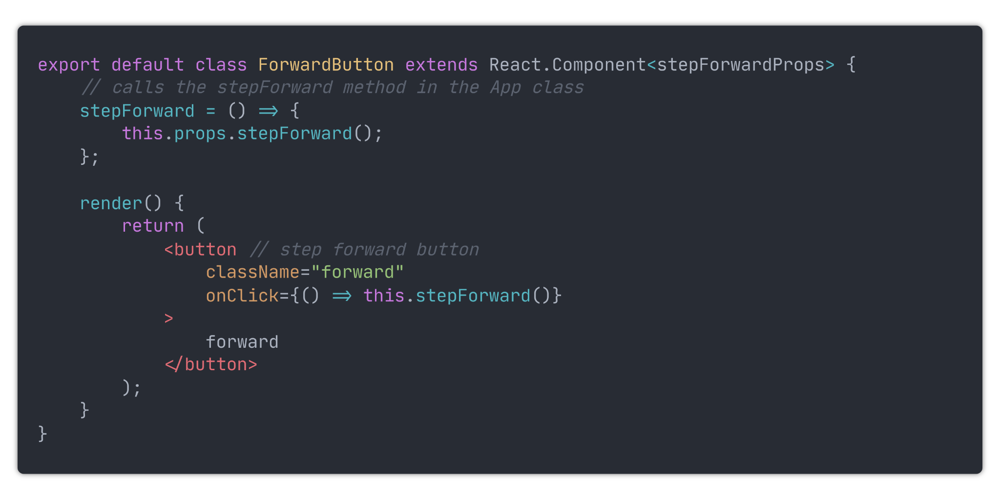 export default class ForwardButton extends React.Component<stepForwardProps> {
    // calls the stepForward method in the App class
    stepForward = () => {
        this.props.stepForward();
    };

    render() {
        return (
            <button // step forward button
                className="forward"
                onClick={() => this.stepForward()}
            >
                forward
            </button>
        );
    }
}